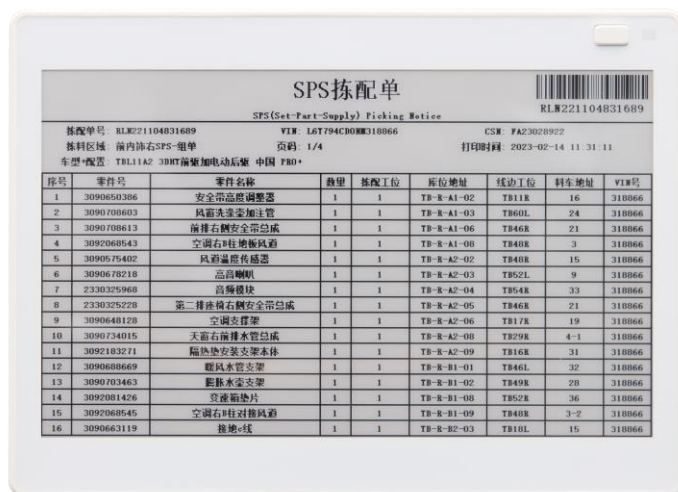 SPS拣配单
SPS(Set-Part-Supply) Picking Notice
RLN221104831689
拣配单号: RLN221104831689 VIN: L6T794CD0NM318866 CSN: FA23028922
拣料区域: 前内饰右SPS-组单 页码: 1/4 打印时间: 2023-02-14 11:31:11
车型+配置: TBL11A2 3DHT前驱加电动后驱 中国 PRO+
序号 零件号 零件名称 数量 拣配工位 库位地址 线边工位 料车地址 VIN号
1 3090650386 安全带高度调整器 1 1 TB-R-A1-02 TB11R 16 318866
2 3090708603 风窗洗涤壶加注管 1 1 TB-R-A1-03 TB60L 24 318866
3 3090708613 前排右侧安全带总成 1 1 TB-R-A1-06 TB46R 21 318866
4 3092068543 空调右B柱地板风道 1 1 TB-R-A1-08 TB48R 3 318866
5 3090575402 风道温度传感器 1 1 TB-R-A2-02 TB48R 15 318866
6 3090678218 高音喇叭 1 1 TB-R-A2-03 TB52L 9 318866
7 2330325968 音频模块 1 1 TB-R-A2-04 TB54R 33 318866
8 2330325228 第二排座椅右侧安全带总成 1 1 TB-R-A2-05 TB46R 21 318866
9 3090648128 空调支撑架 1 1 TB-R-A2-06 TB17R 19 318866
10 3090734015 天窗右前排水管总成 1 1 TB-R-A2-08 TB29R 4-1 318866
11 3092183271 隔热垫安装支架本体 1 1 TB-R-A2-09 TB16R 31 318866
12 3090688669 暖风水管支架 1 1 TB-R-B1-01 TB46L 32 318866
13 3090703463 膨胀水壶支架 1 1 TB-R-B1-02 TB49R 28 318866
14 3092081426 变速箱垫片 1 1 TB-R-B1-08 TB52R 36 318866
15 3092068545 空调右B柱对接风道 1 1 TB-R-B1-09 TB48R 3-2 318866
16 3090663119 接地c线 1 1 TB-R-B2-03 TB18L 15 318866